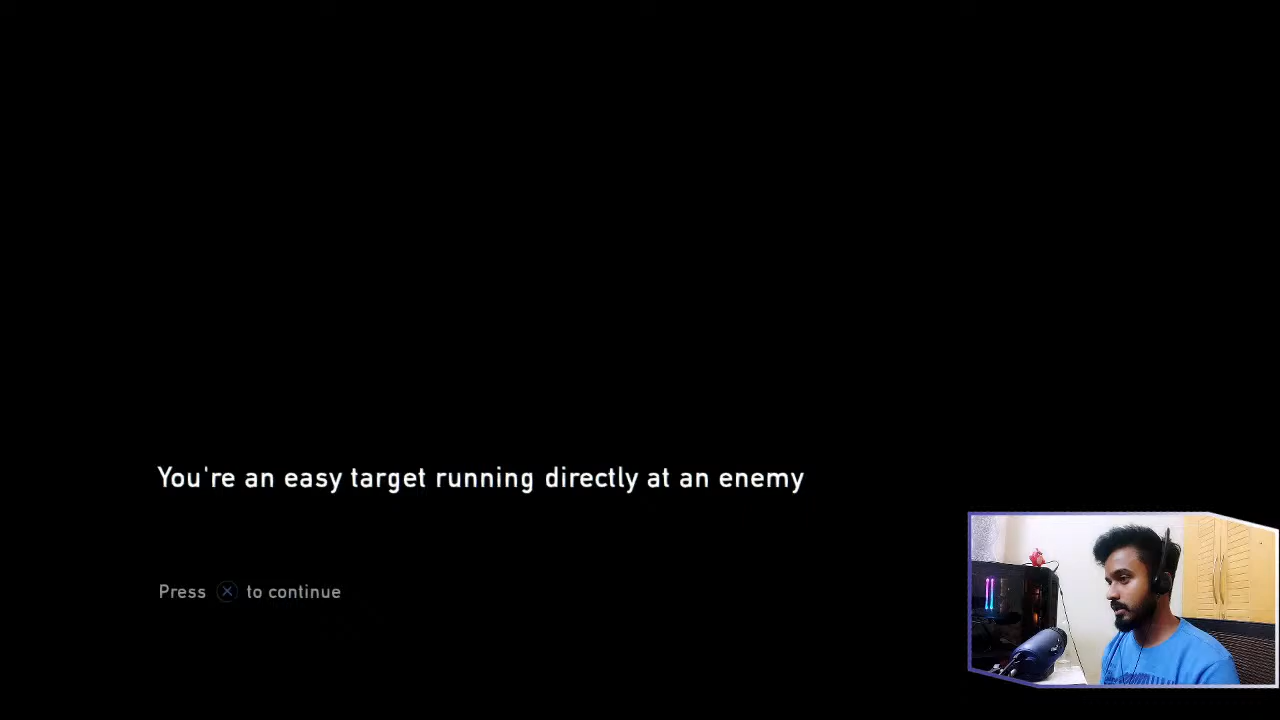 You're an easy target running directly at an enemy
Press ⓧ to continue